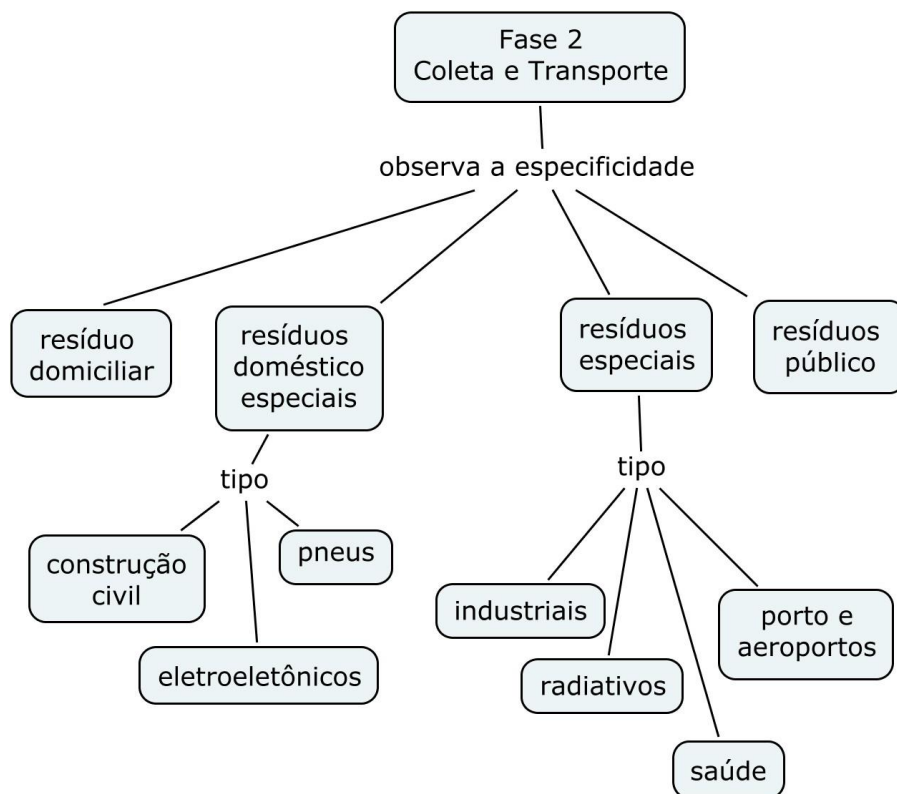 Fase 2
Coleta e Transporte
observa a especificidade
resíduo
domiciliar
resíduos
doméstico
especiais
resíduos
especiais
resíduos
público
tipo
construção
civil
pneus
eletroeletônicos
tipo
industriais
radiativos
saúde
porto e
aeroportos